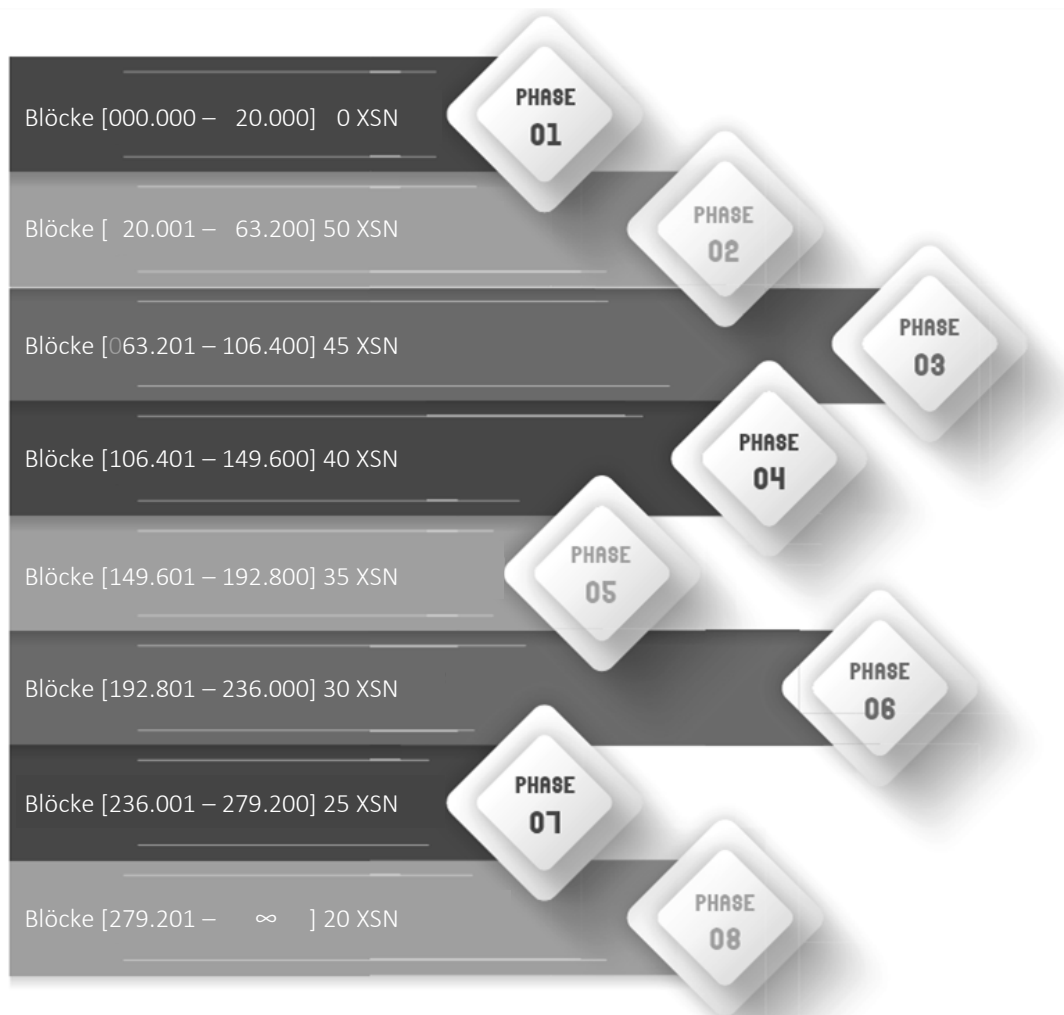 Blöcke [000.000 – 20.000] 0 XSN
PHASE
01
Blöcke [ 20.001 – 63.200] 50 XSN
PHASE
02
Blöcke [063.201 – 106.400] 45 XSN
PHASE
03
Blöcke [106.401 – 149.600] 40 XSN
PHASE
04
Blöcke [149.601 – 192.800] 35 XSN
PHASE
05
Blöcke [192.801 – 236.000] 30 XSN
PHASE
06
Blöcke [236.001 – 279.200] 25 XSN
PHASE
07
Blöcke [279.201 – ∞ ] 20 XSN
PHASE
08